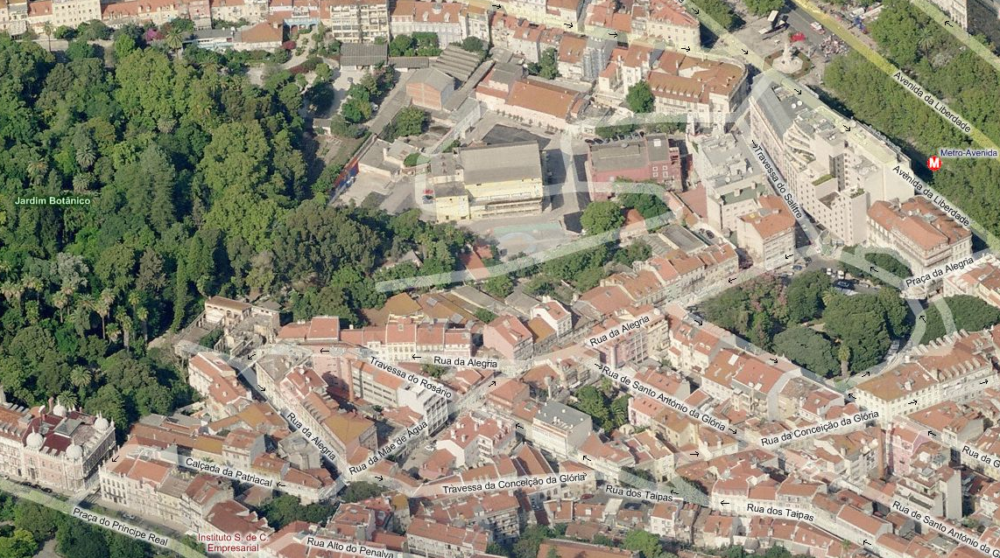 Avenida da Liberdade
Metro-Avenida
M
Travessa do Salitre
Avenida da Liberdade
Jardim Botânico
Praça da Alegria
Rua da Alegria
Rua da Alegria
Travessa do Rosário
Rua de Santo António da Glória
Rua da Conceição da Glória
Rua da Alegria
Rua da Mãe de Água
Rua da G
Calçada da Patriacal
Travessa da Conceição da Glória
Rua dos Taipas
Rua dos Taipas
Rua de Santo António da
Praça do Principe Real
Instituto S. de C.
Empresarial
Rua Alto do Penalva